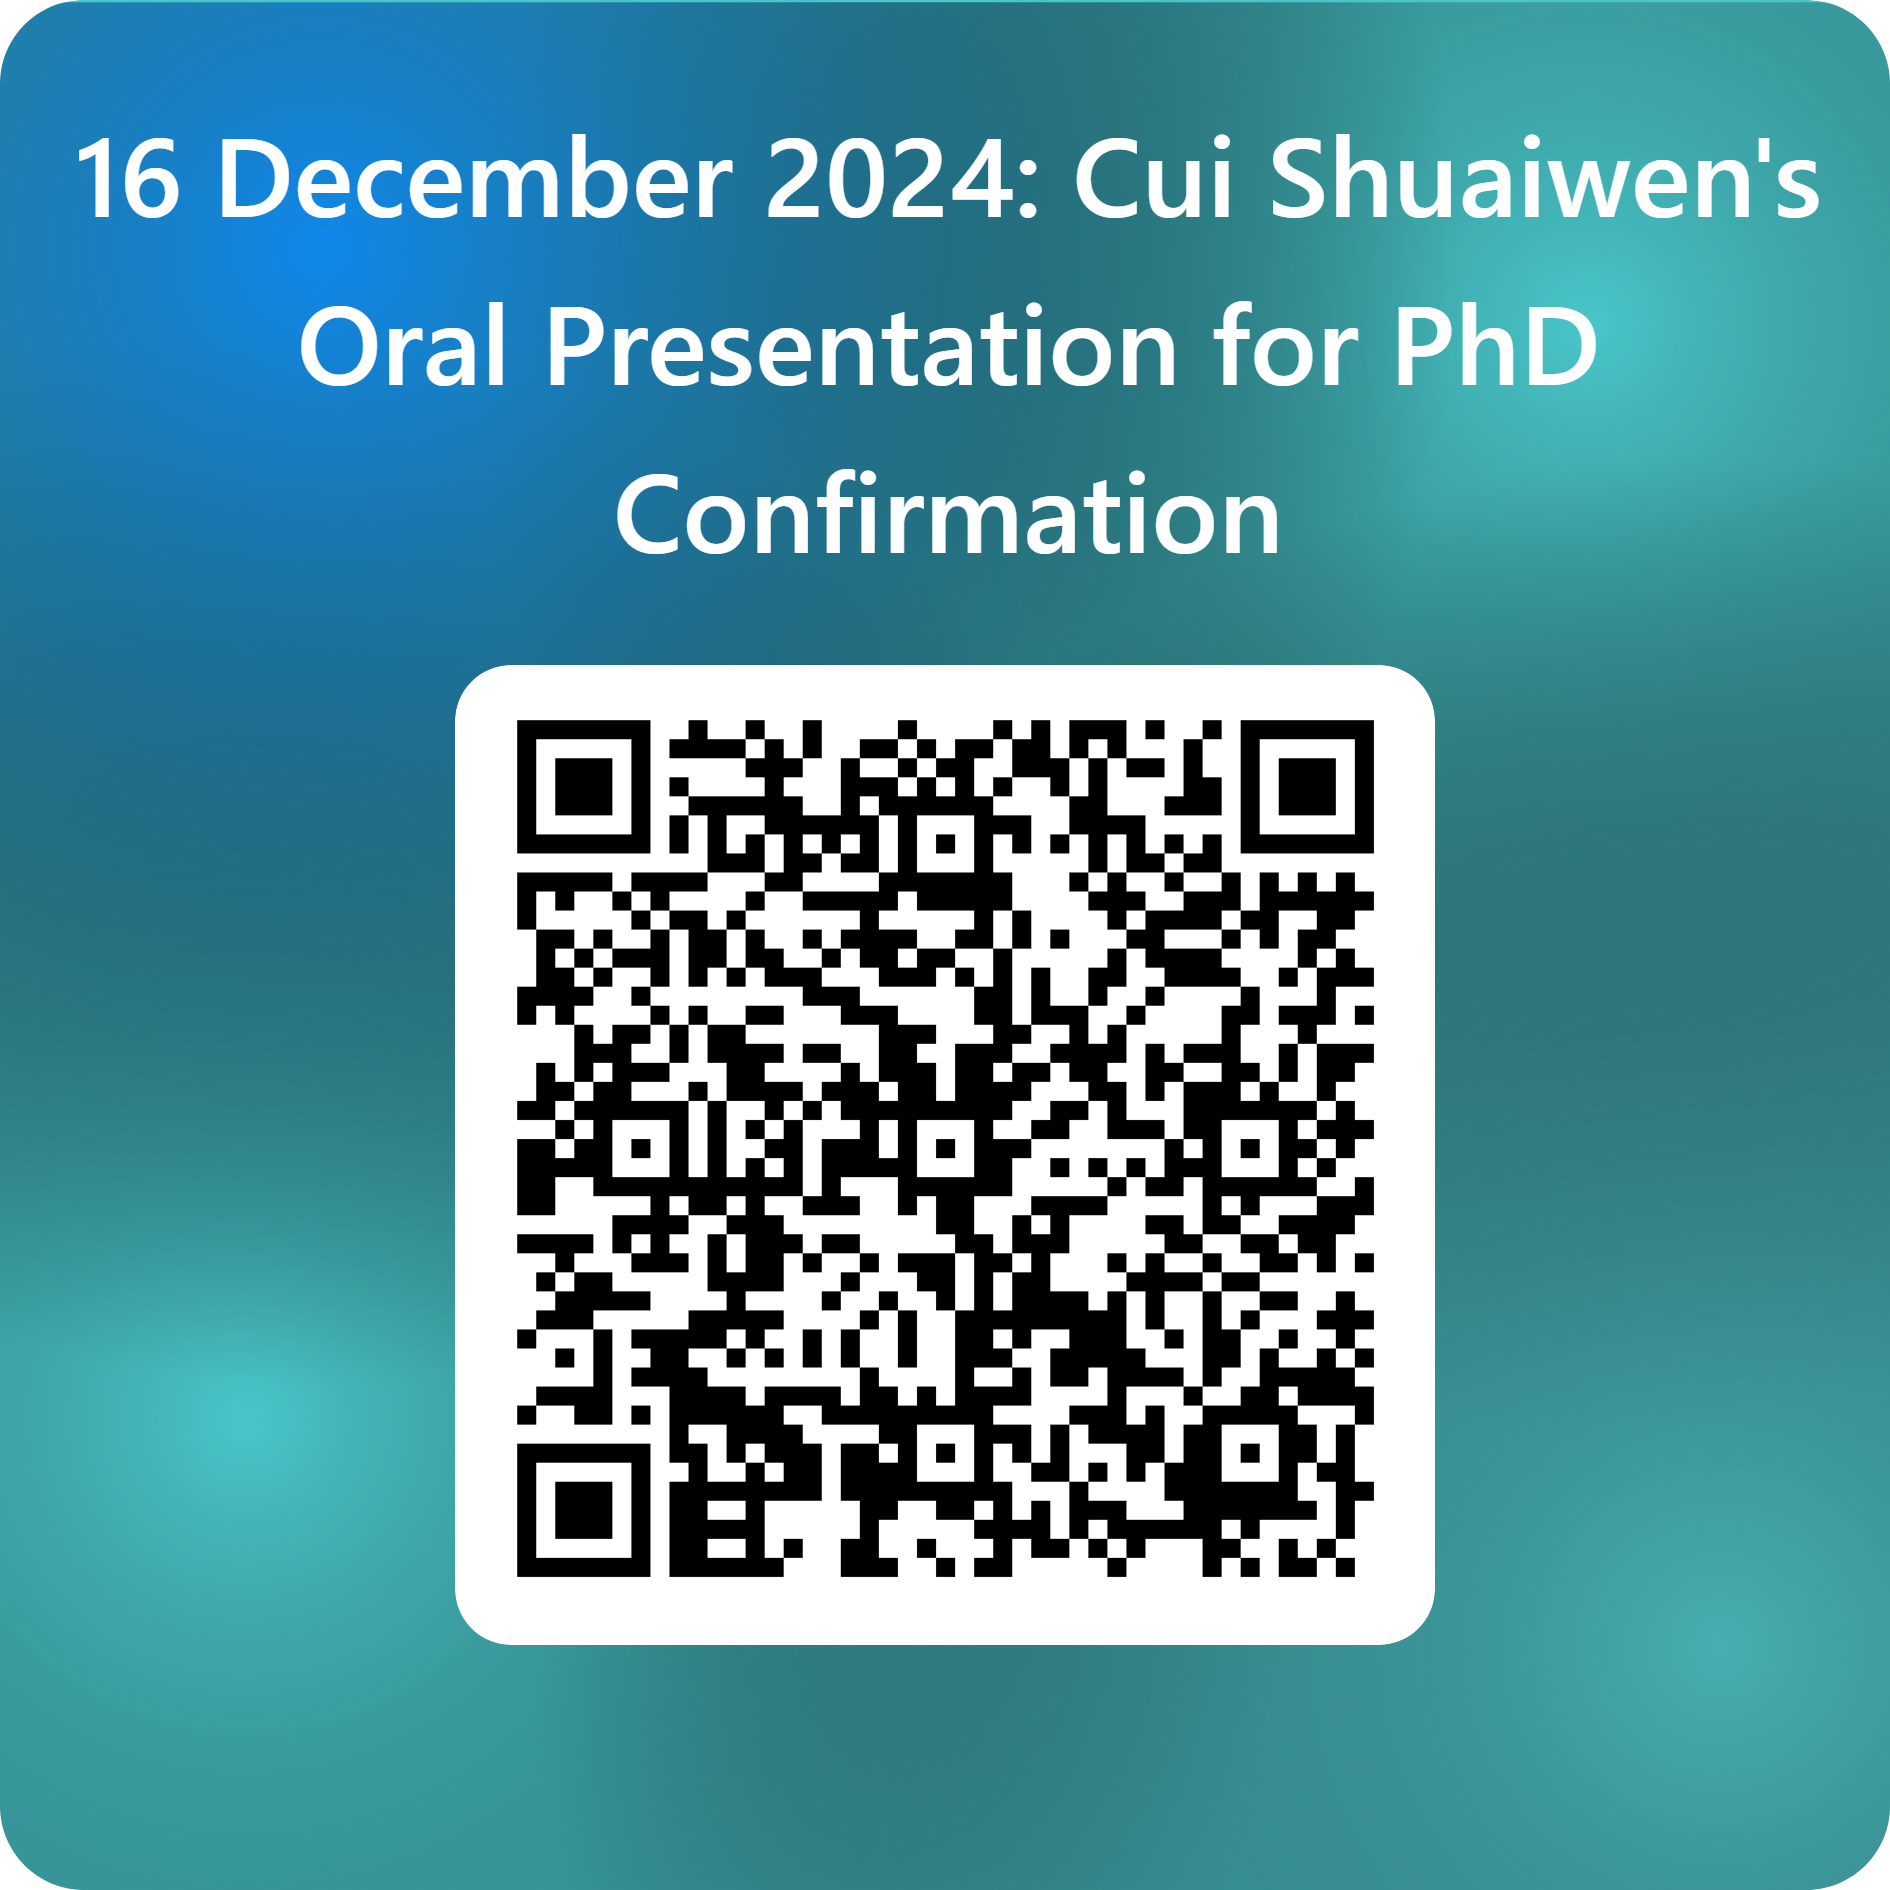 16 December 2024: Cui Shuaiwen's
Oral Presentation for PhD
Confirmation